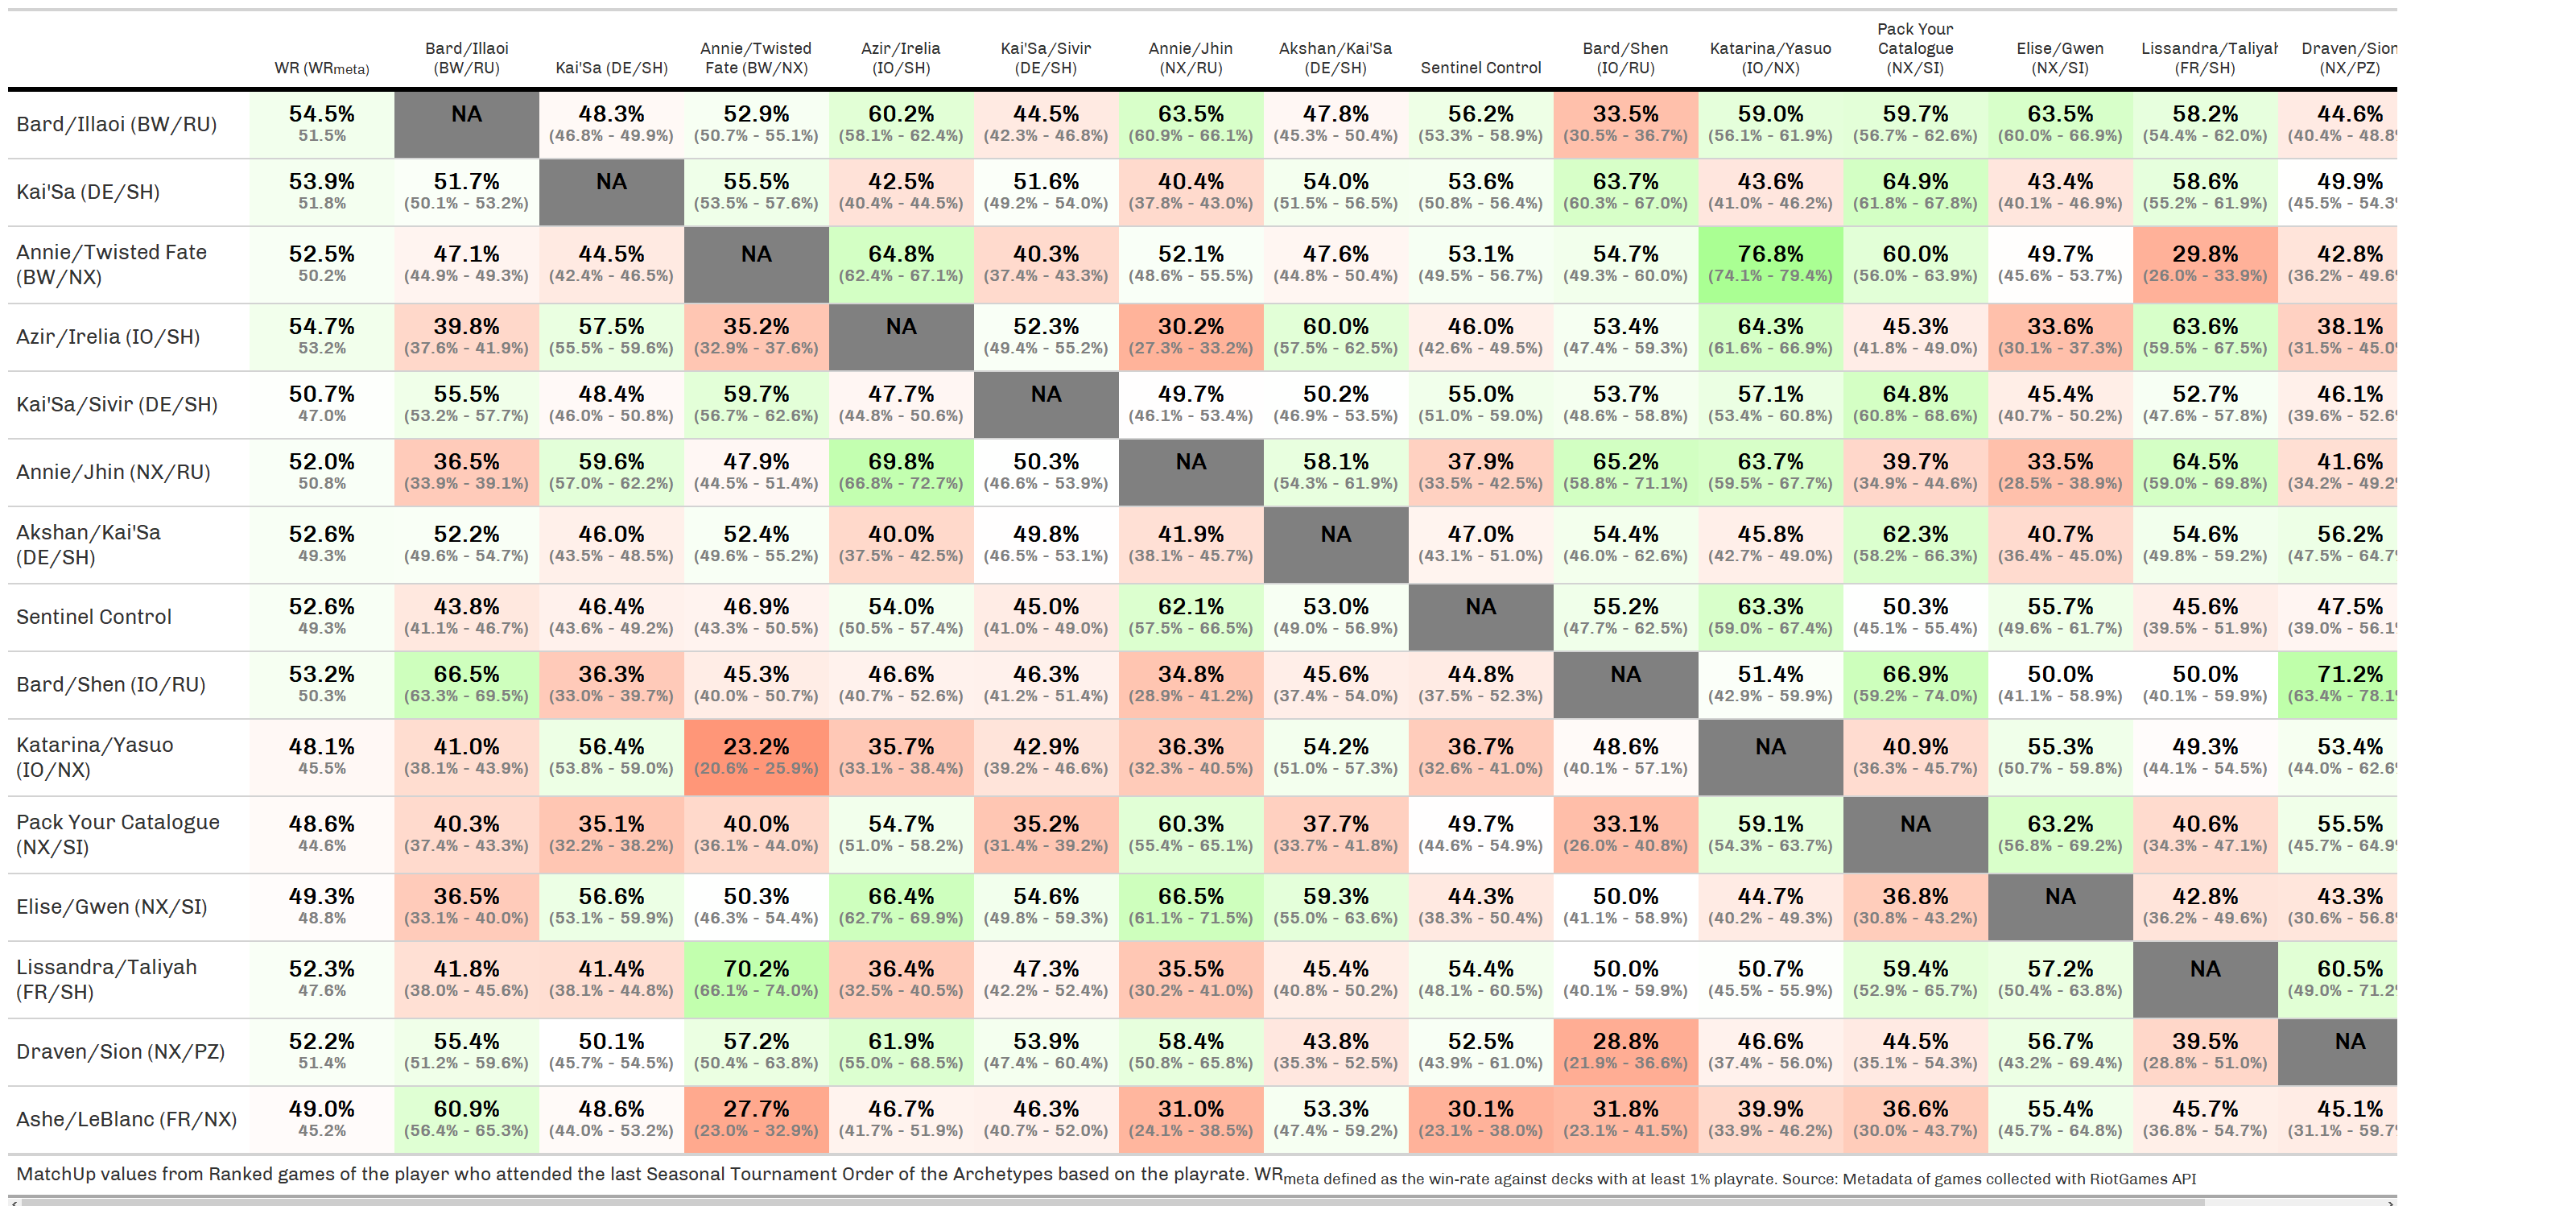 WR (WRmeta) Bard/Illaoi (BW/RU) Kai'Sa (DE/SH) Annie/Twisted Fate (BW/NX) Azir/Irelia (IO/SH) Kai'Sa/Sivir (DE/SH) Annie/Jhin (NX/RU) Akshan/Kai'Sa (DE/SH) Sentinel Control Bard/Shen (IO/RU) Katarina/Yasuo (IO/NX) Pack Your Catalogue (NX/SI) Elise/Gwen (NX/SI) Lissandra/Taliyah (FR/SH) Draven/Sion (NX/PZ)
Bard/Illaoi (BW/RU) 54.5% NA 48.3% 52.9% 60.2% 44.5% 63.5% 47.8% 56.2% 33.5% 59.0% 59.7% 63.5% 58.2% 44.6%
51.5% (46.8% - 49.9%) (50.7% - 55.1%) (58.1% - 62.4%) (42.3% - 46.8%) (60.9% - 66.1%) (45.3% - 50.4%) (53.3% - 58.9%) (30.5% - 36.7%) (56.1% - 61.9%) (56.7% - 62.6%) (60.0% - 66.9%) (54.4% - 62.0%) (40.4% - 48.8%
Kai'Sa (DE/SH) 53.9% 51.7% NA 55.5% 42.5% 51.6% 40.4% 54.0% 53.6% 63.7% 43.6% 64.9% 43.4% 58.6% 49.9%
51.8% (50.1% - 53.2%) (53.5% - 57.6%) (40.4% - 44.5%) (49.2% - 54.0%) (37.8% - 43.0%) (51.5% - 56.5%) (50.8% - 56.4%) (60.3% - 67.0%) (41.0% - 46.2%) (61.8% - 67.8%) (40.1% - 46.9%) (55.2% - 61.9%) (45.5% - 54.3%
Annie/Twisted Fate (BW/NX) 52.5% 47.1% 44.5% NA 64.8% 40.3% 52.1% 47.6% 53.1% 54.7% 76.8% 60.0% 49.7% 29.8% 42.8%
50.2% (44.9% - 49.3%) (42.4% - 46.5%) (62.4% - 67.1%) (37.4% - 43.3%) (48.6% - 55.5%) (44.8% - 50.4%) (49.5% - 56.7%) (49.3% - 60.0%) (74.1% - 79.4%) (56.0% - 63.9%) (45.6% - 53.7%) (26.0% - 33.9%) (36.2% - 49.6%
Azir/Irelia (IO/SH) 54.7% 39.8% 57.5% 35.2% NA 52.3% 30.2% 60.0% 46.0% 53.4% 64.3% 45.3% 33.6% 63.6% 38.1%
53.2% (37.6% - 41.9%) (55.5% - 59.6%) (32.9% - 37.6%) (49.4% - 55.2%) (27.3% - 33.2%) (57.5% - 62.5%) (42.6% - 49.5%) (47.4% - 59.3%) (61.6% - 66.9%) (41.8% - 49.0%) (30.1% - 37.3%) (59.5% - 67.5%) (31.5% - 45.0%
Kai'Sa/Sivir (DE/SH) 50.7% 55.5% 48.4% 59.7% 47.7% NA 49.7% 50.2% 55.0% 53.7% 57.1% 64.8% 45.4% 52.7% 46.1%
47.0% (53.2% - 57.7%) (46.0% - 50.8%) (56.7% - 62.6%) (44.8% - 50.6%) (46.1% - 53.4%) (46.9% - 53.5%) (51.0% - 59.0%) (48.6% - 58.8%) (53.4% - 60.8%) (60.8% - 68.6%) (40.7% - 50.2%) (47.6% - 57.8%) (39.6% - 52.6%
Annie/Jhin (NX/RU) 52.0% 36.5% 59.6% 47.9% 69.8% 50.3% NA 58.1% 37.9% 65.2% 63.7% 39.7% 33.5% 64.5% 41.6%
50.8% (33.9% - 39.1%) (57.0% - 62.2%) (44.5% - 51.4%) (66.8% - 72.7%) (46.6% - 53.9%) (54.3% - 61.9%) (33.5% - 42.5%) (58.8% - 71.1%) (59.5% - 67.7%) (34.9% - 44.6%) (28.5% - 38.9%) (59.0% - 69.8%) (34.2% - 49.2%
Akshan/Kai'Sa (DE/SH) 52.6% 52.2% 46.0% 52.4% 40.0% 49.8% 41.9% NA 47.0% 54.4% 45.8% 62.3% 40.7% 54.6% 56.2%
49.3% (49.6% - 54.7%) (43.5% - 48.5%) (49.6% - 55.2%) (37.5% - 42.5%) (46.5% - 53.1%) (38.1% - 45.7%) (43.1% - 51.0%) (46.0% - 62.6%) (42.7% - 49.0%) (58.2% - 66.3%) (36.4% - 45.0%) (49.8% - 59.2%) (47.5% - 64.7%
Sentinel Control 52.6% 43.8% 46.4% 46.9% 54.0% 45.0% 62.1% 53.0% NA 55.2% 63.3% 50.3% 55.7% 45.6% 47.5%
49.3% (41.1% - 46.7%) (43.6% - 49.2%) (43.3% - 50.5%) (50.5% - 57.4%) (41.0% - 49.0%) (57.5% - 66.5%) (49.0% - 56.9%) (47.7% - 62.5%) (59.0% - 67.4%) (45.1% - 55.4%) (49.6% - 61.7%) (39.5% - 51.9%) (39.0% - 56.1%
Bard/Shen (IO/RU) 53.2% 66.5% 36.3% 45.3% 46.6% 46.3% 34.8% 45.6% 44.8% NA 51.4% 66.9% 50.0% 50.0% 71.2%
50.3% (63.3% - 69.5%) (33.0% - 39.7%) (40.0% - 50.7%) (40.7% - 52.6%) (41.2% - 51.4%) (28.9% - 41.2%) (37.4% - 54.0%) (37.5% - 52.3%) (42.9% - 59.9%) (59.2% - 74.0%) (41.1% - 58.9%) (40.1% - 59.9%) (63.4% - 78.1%
Katarina/Yasuo (IO/NX) 48.1% 41.0% 56.4% 23.2% 35.7% 42.9% 36.3% 54.2% 36.7% 48.6% NA 40.9% 55.3% 49.3% 53.4%
45.5% (38.1% - 43.9%) (53.8% - 59.0%) (20.6% - 25.9%) (33.1% - 38.4%) (39.2% - 46.6%) (32.3% - 40.5%) (51.0% - 57.3%) (32.6% - 41.0%) (40.1% - 57.1%) (36.3% - 45.7%) (50.7% - 59.8%) (44.1% - 54.5%) (44.0% - 62.6%
Pack Your Catalogue (NX/SI) 48.6% 40.3% 35.1% 40.0% 54.7% 35.2% 60.3% 37.7% 49.7% 33.1% 59.1% NA 63.2% 40.6% 55.5%
44.6% (37.4% - 43.3%) (32.2% - 38.2%) (36.1% - 44.0%) (51.0% - 58.2%) (31.4% - 39.2%) (55.4% - 65.1%) (33.7% - 41.8%) (44.6% - 54.9%) (26.0% - 40.8%) (54.3% - 63.7%) (56.8% - 69.2%) (34.3% - 47.1%) (45.7% - 64.9%
Elise/Gwen (NX/SI) 49.3% 36.5% 56.6% 50.3% 66.4% 54.6% 66.5% 59.3% 44.3% 50.0% 44.7% 36.8% NA 42.8% 43.3%
48.8% (33.1% - 40.0%) (53.1% - 59.9%) (46.3% - 54.4%) (62.7% - 69.9%) (49.8% - 59.3%) (61.1% - 71.5%) (55.0% - 63.6%) (38.3% - 50.4%) (41.1% - 58.9%) (40.2% - 49.3%) (30.8% - 43.2%) (36.2% - 49.6%) (30.6% - 56.8%
Lissandra/Taliyah (FR/SH) 52.3% 41.8% 41.4% 70.2% 36.4% 47.3% 35.5% 45.4% 54.4% 50.0% 50.7% 59.4% 57.2% NA 60.5%
47.6% (38.0% - 45.6%) (38.1% - 44.8%) (66.1% - 74.0%) (32.5% - 40.5%) (42.2% - 52.4%) (30.2% - 41.0%) (40.8% - 50.2%) (48.1% - 60.5%) (40.1% - 59.9%) (45.5% - 55.9%) (52.9% - 65.7%) (50.4% - 63.8%) (49.0% - 71.2%
Draven/Sion (NX/PZ) 52.2% 55.4% 50.1% 57.2% 61.9% 53.9% 58.4% 43.8% 52.5% 28.8% 46.6% 44.5% 56.7% 39.5% NA
51.4% (51.2% - 59.6%) (45.7% - 54.5%) (50.4% - 63.8%) (55.0% - 68.5%) (47.4% - 60.4%) (50.8% - 65.8%) (35.3% - 52.5%) (43.9% - 61.0%) (21.9% - 36.6%) (37.4% - 56.0%) (35.1% - 54.3%) (43.2% - 69.4%) (28.8% - 51.0%)
Ashe/LeBlanc (FR/NX) 49.0% 60.9% 48.6% 27.7% 46.7% 46.3% 31.0% 53.3% 30.1% 31.8% 39.9% 36.6% 55.4% 45.7% 45.1%
45.2% (56.4% - 65.3%) (44.0% - 53.2%) (23.0% - 32.9%) (41.7% - 51.9%) (40.7% - 52.0%) (24.1% - 38.5%) (47.4% - 59.2%) (23.1% - 38.0%) (23.1% - 41.5%) (33.9% - 46.2%) (30.0% - 43.7%) (45.7% - 64.8%) (36.8% - 54.7%) (31.1% - 59.7%
MatchUp values from Ranked games of the player who attended the last Seasonal Tournament Order of the Archetypes based on the playrate. WRmeta defined as the win-rate against decks with at least 1% playrate. Source: Metadata of games collected with RiotGames API